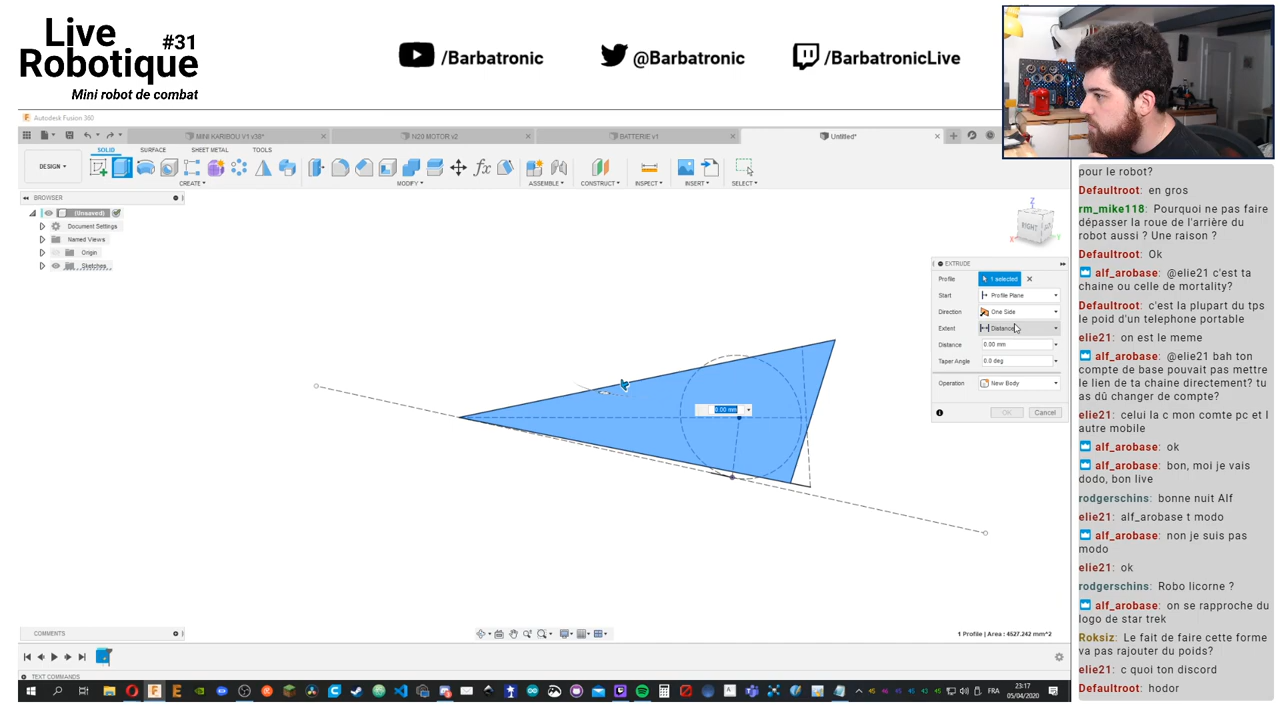 Live
Robotique #31
Mini robot de combat
/Barbatronic
@Barbatronic
/BarbatronicLive
Autodesk Fusion 360
MINI KARIBOU V1 v38*
N20 MOTOR v2
BATTERIE v1
Untitled*
SOLID SURFACE SHEET METAL TOOLS
DESIGN
CREATE MODIFY ASSEMBLE CONSTRUCT INSPECT INSERT SELECT
BROWSER
(Unsaved)
Document Settings
Named Views
Origin
Sketches
Z
RIGHT
EXTRUDE
Profile 1 selected
Start Profile Plane
Direction One Side
Extent Distance
Distance 0.00 mm
Taper Angle 0.0 deg
Operation New Body
OK Cancel
0.00 mm
COMMENTS
1 Profile | Area : 4527.242 mm^2
TEXT COMMANDS
FRA
23:17
05/04/2020
pour le robot?
Defaultroot: en gros
rm_mike118: Pourquoi ne pas faire
dépasser la roue de l'arrière du
robot aussi ? Une raison ?
Defaultroot: Ok
alf_arobase: @elie21 c'est ta
chaine ou celle de mortality?
Defaultroot: c'est la plupart du tps
le poid d'un telephone portable
elie21: on est le meme
alf_arobase: @elie21 bah ton
compte de base pouvait pas mettre
le lien de ta chaine directement? tu
as dû changer de compte?
elie21: celui la c mon comte pc et l
autre mobile
alf_arobase: ok
alf_arobase: bon, moi je vais
dodo, bon live
rodgerschins: bonne nuit Alf
elie21: alf_arobase t modo
alf_arobase: non je suis pas
modo
elie21: ok
rodgerschins: Robo licorne ?
alf_arobase: on se rapproche du
logo de star trek
Roksiz: Le fait de faire cette forme
va pas rajouter du poids?
elie21: c quoi ton discord
Defaultroot: hodor